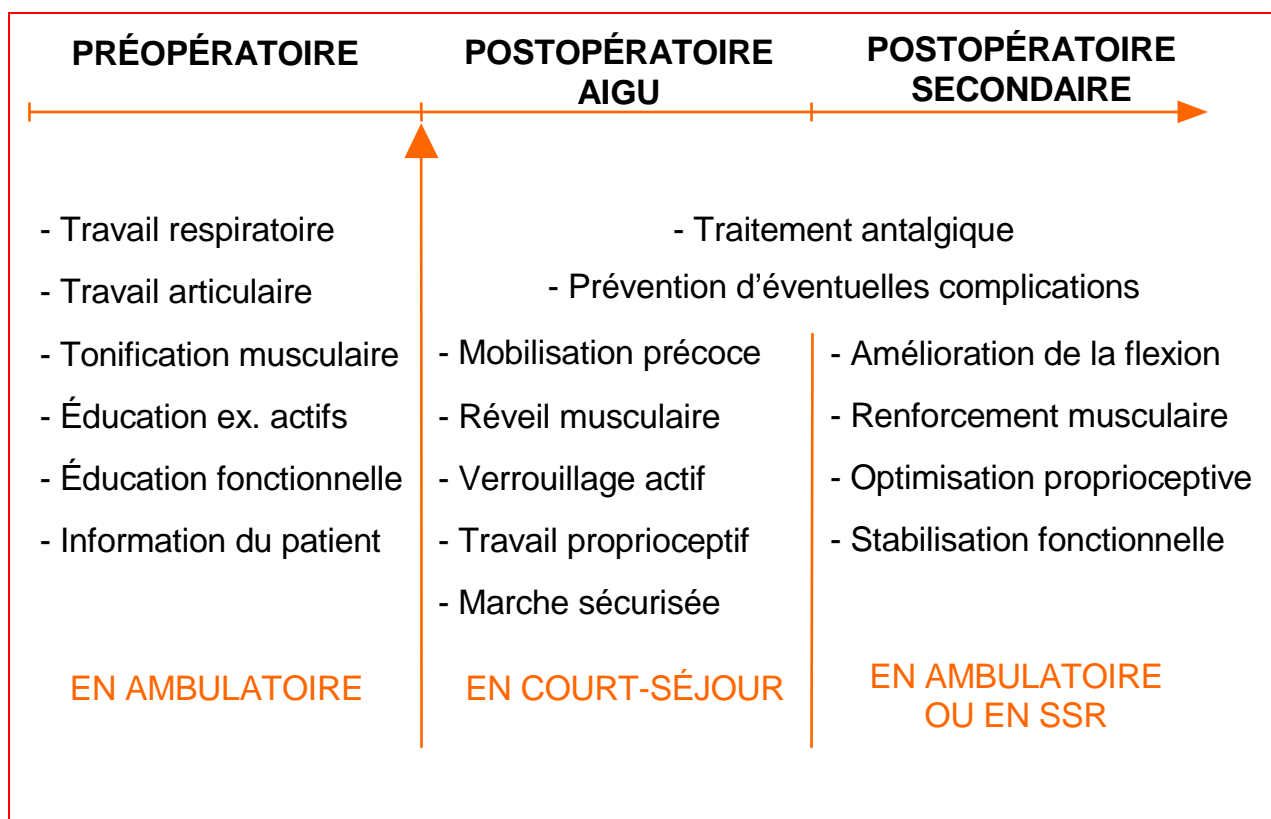 PRÉOPÉRATOIRE
POSTOPÉRATOIRE
AIGU
POSTOPÉRATOIRE
SECONDAIRE
- Travail respiratoire
- Travail articulaire
- Tonification musculaire
- Éducation ex. actifs
- Éducation fonctionnelle
- Information du patient
EN AMBULATOIRE
- Traitement antalgique
- Prévention d’éventuelles complications
- Mobilisation précoce
- Réveil musculaire
- Verrouillage actif
- Travail proprioceptif
- Marche sécurisée
EN COURT-SÉJOUR
- Amélioration de la flexion
- Renforcement musculaire
- Optimisation proprioceptive
- Stabilisation fonctionnelle
EN AMBULATOIRE
OU EN SSR